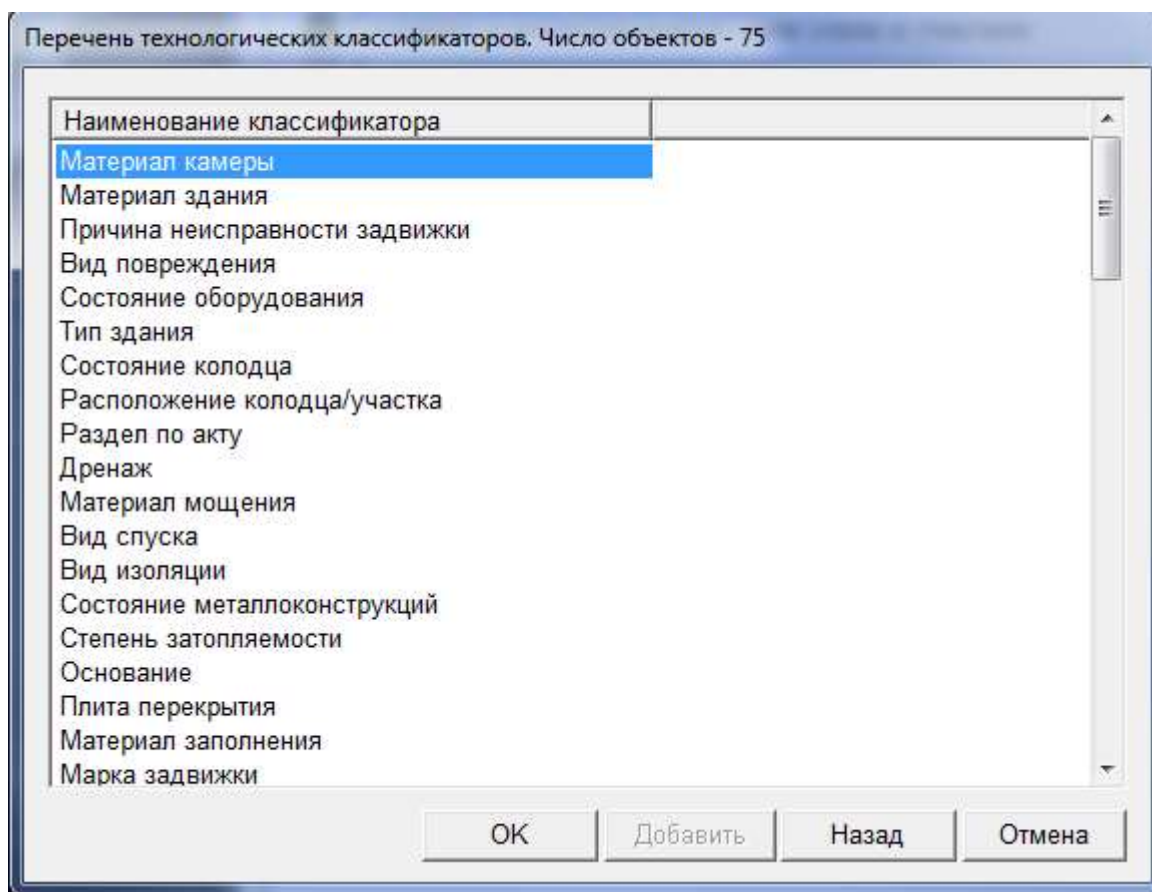 Перечень технологических классификаторов. Число объектов - 75
Наименование классификатора
Материал камеры
Материал здания
Причина неисправности задвижки
Вид повреждения
Состояние оборудования
Тип здания
Состояние колодца
Расположение колодца/участка
Раздел по акту
Дренаж
Материал мощения
Вид спуска
Вид изоляции
Состояние металлоконструкций
Степень затопляемости
Основание
Плита перекрытия
Материал заполнения
Марка задвижки
OK Добавить Назад Отмена